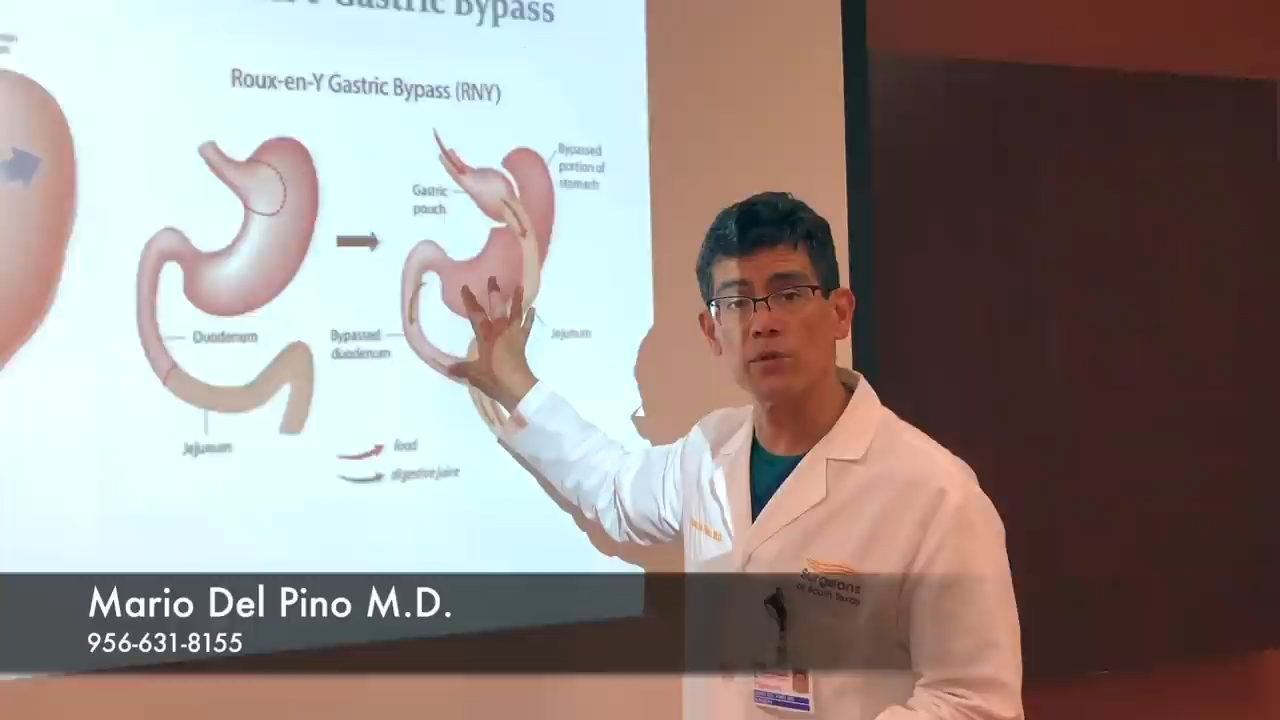 Gastric Bypass
Roux-en-Y Gastric Bypass (RNY)
Bypassed
portion of
stomach
Gastric
pouch
Duodenum
Bypassed
duodenum
Jejunum
Jejunum
food
digestive juice
Surgeons
of South Texas
Mario Del Pino M.D.
956-631-8155